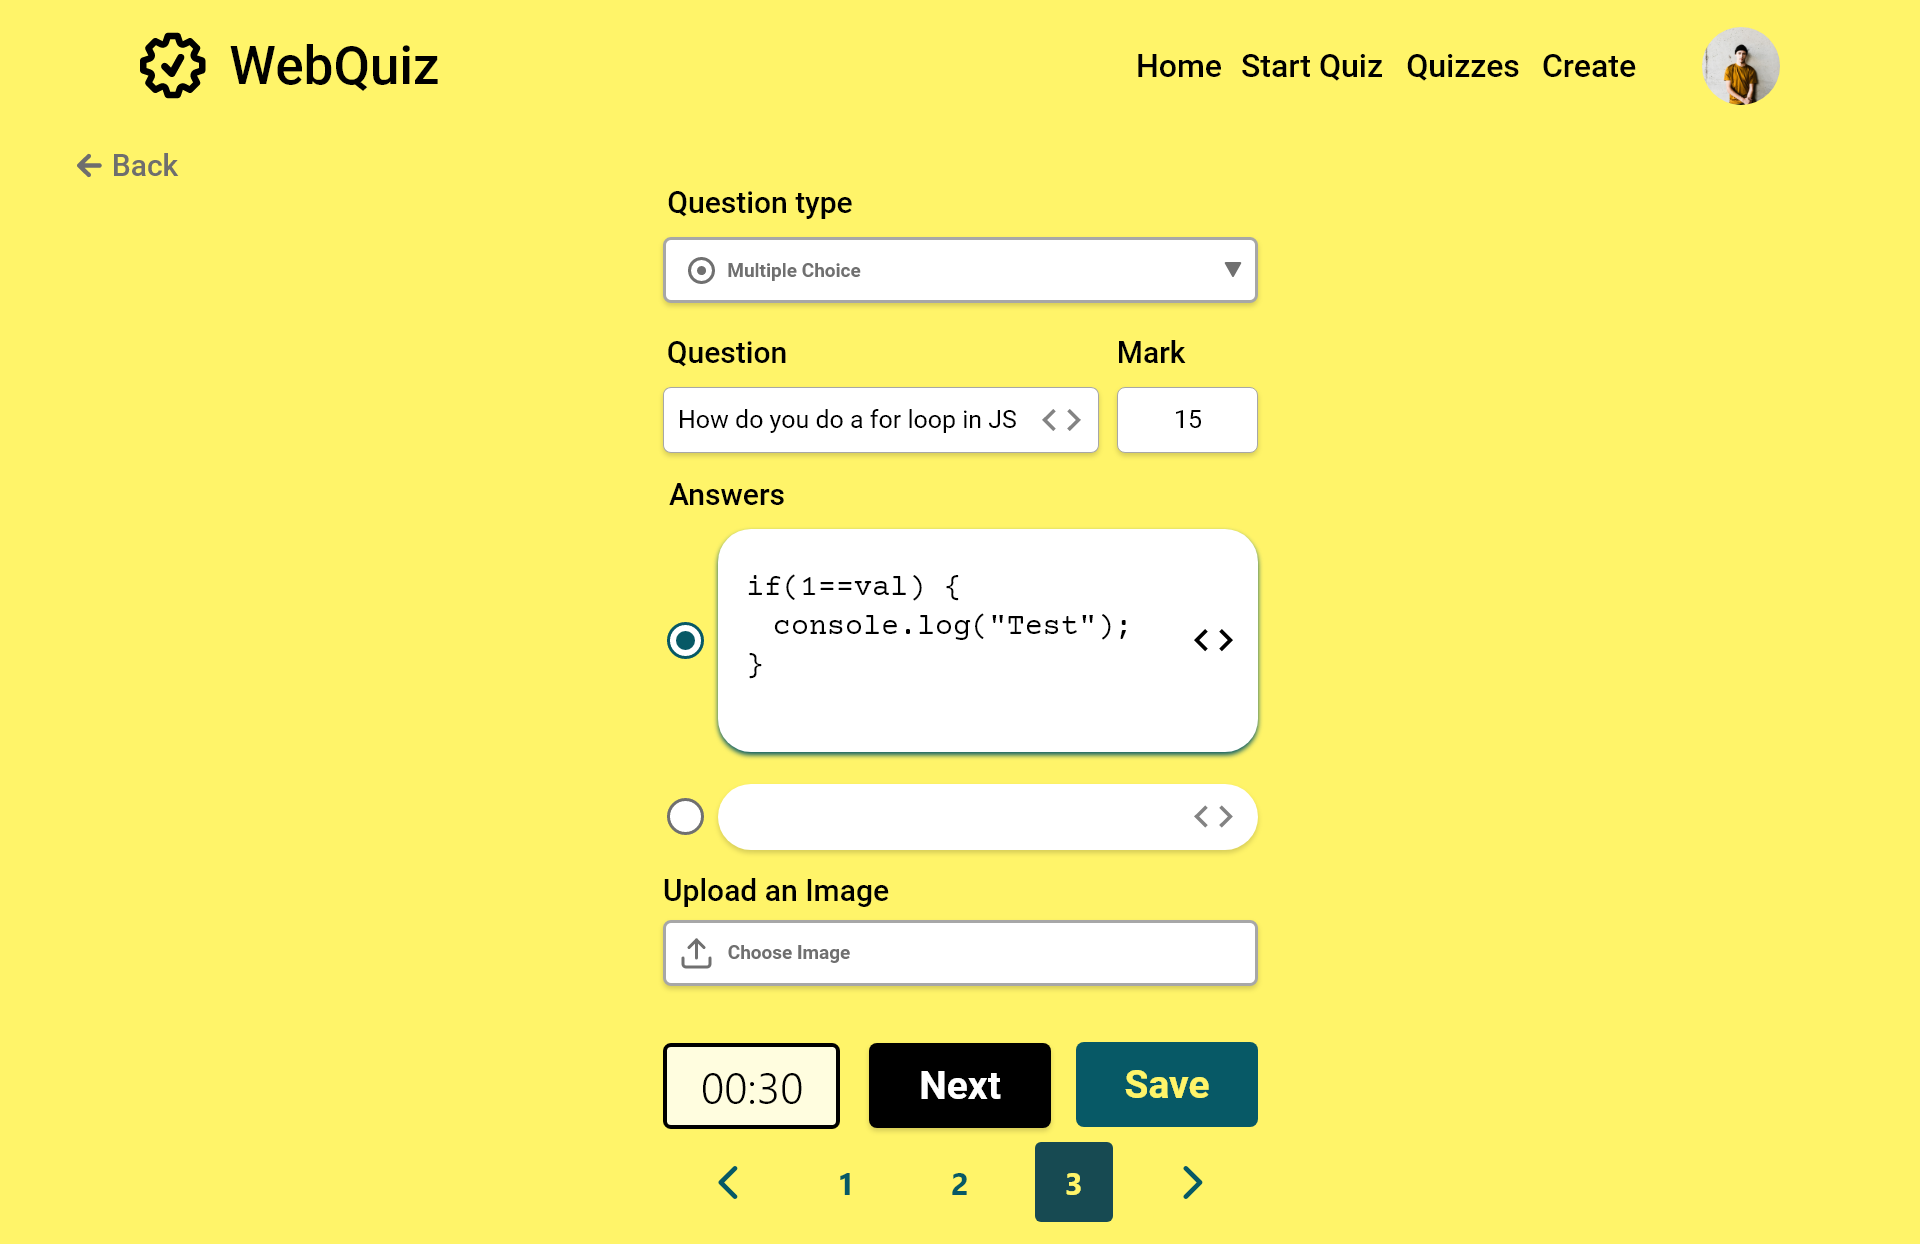 WebQuiz
Home Start Quiz Quizzes Create
Back
Question type
Multiple Choice
Question Mark
How do you do a for loop in JS < > 15
Answers
if(1==val) {
console.log("Test");
}
< >
< >
Upload an Image
Choose Image
00:30 Next Save
1 2 3